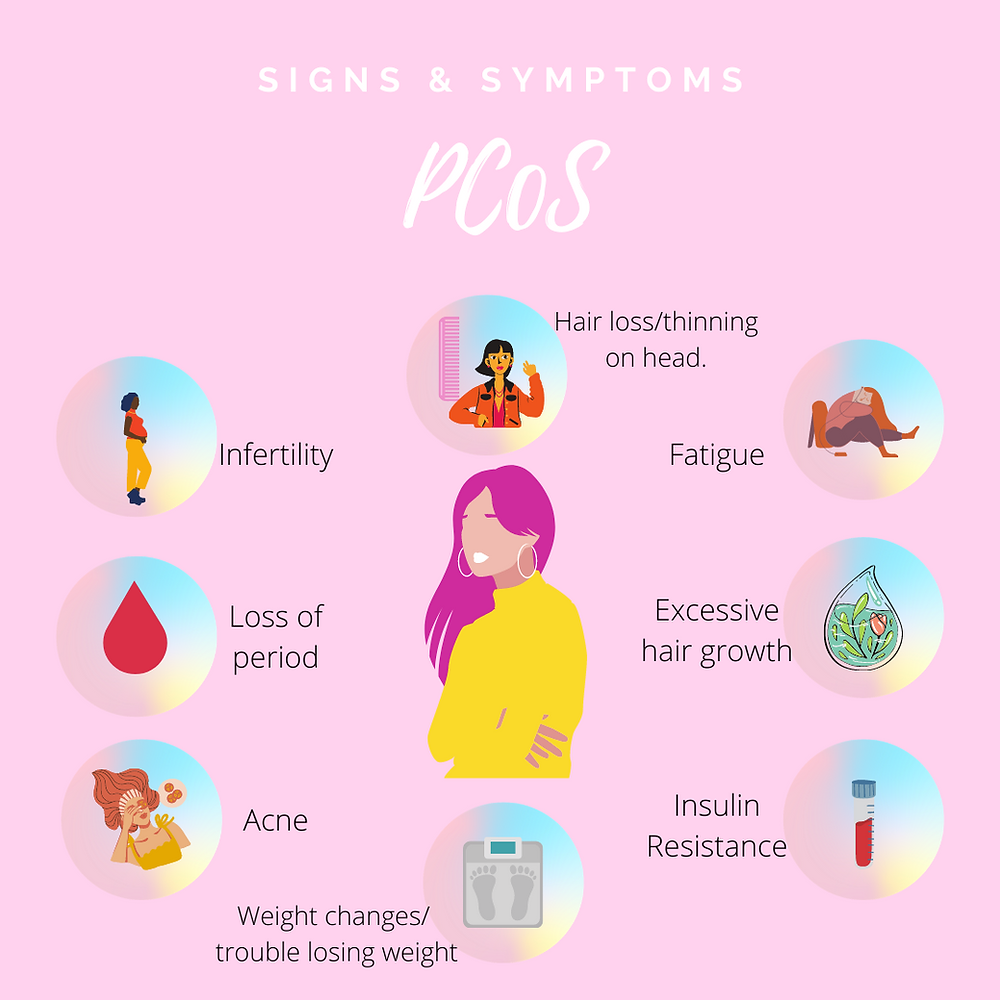 SIGNS & SYMPTOMS
PCOS
Hair loss/thinning
on head.
Infertility
Fatigue
Loss of
period
Excessive
hair growth
Acne
Insulin
Resistance
Weight changes/
trouble losing weight